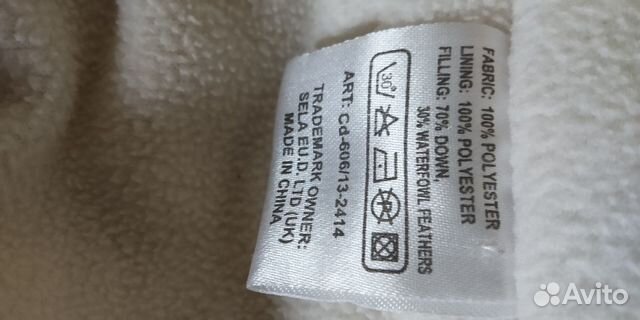 FABRIC: 100% POLYESTER
LINING: 100% POLYESTER
FILLING: 70% DOWN,
30% WATERFOWL FEATHERS
30°
P
ART: Cd-606/13-2414
TRADEMARK OWNER:
SELA EU.D. LTD (UK)
MADE IN
CHINA
Avito